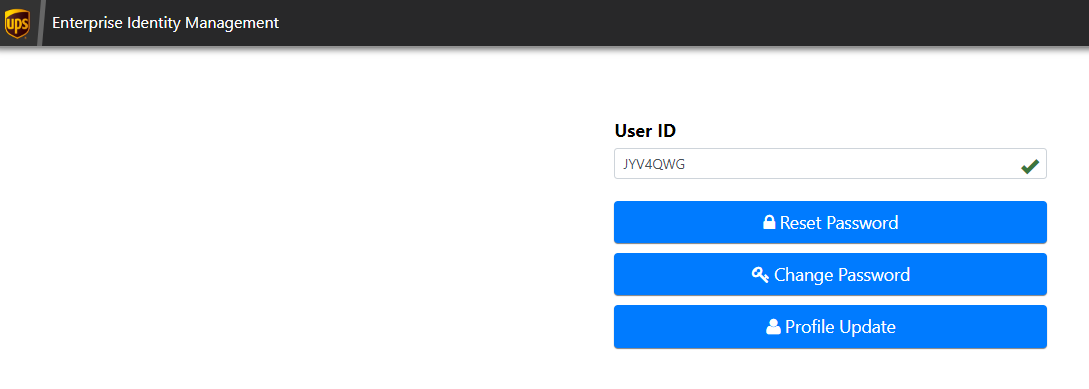 ups
Enterprise Identity Management
User ID
JYV4QWG
Reset Password
Change Password
Profile Update